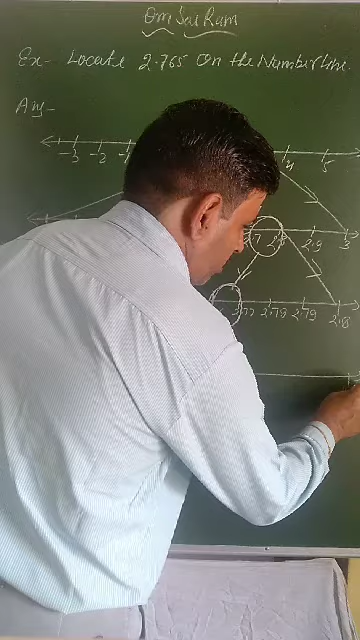 Om Sai Ram
Ex- Locate 2.765 on the Number line.
Ans-
-3 -2 -1 4 5
2.7 2.8 2.9 3
2.77 2.78 2.79 2.8